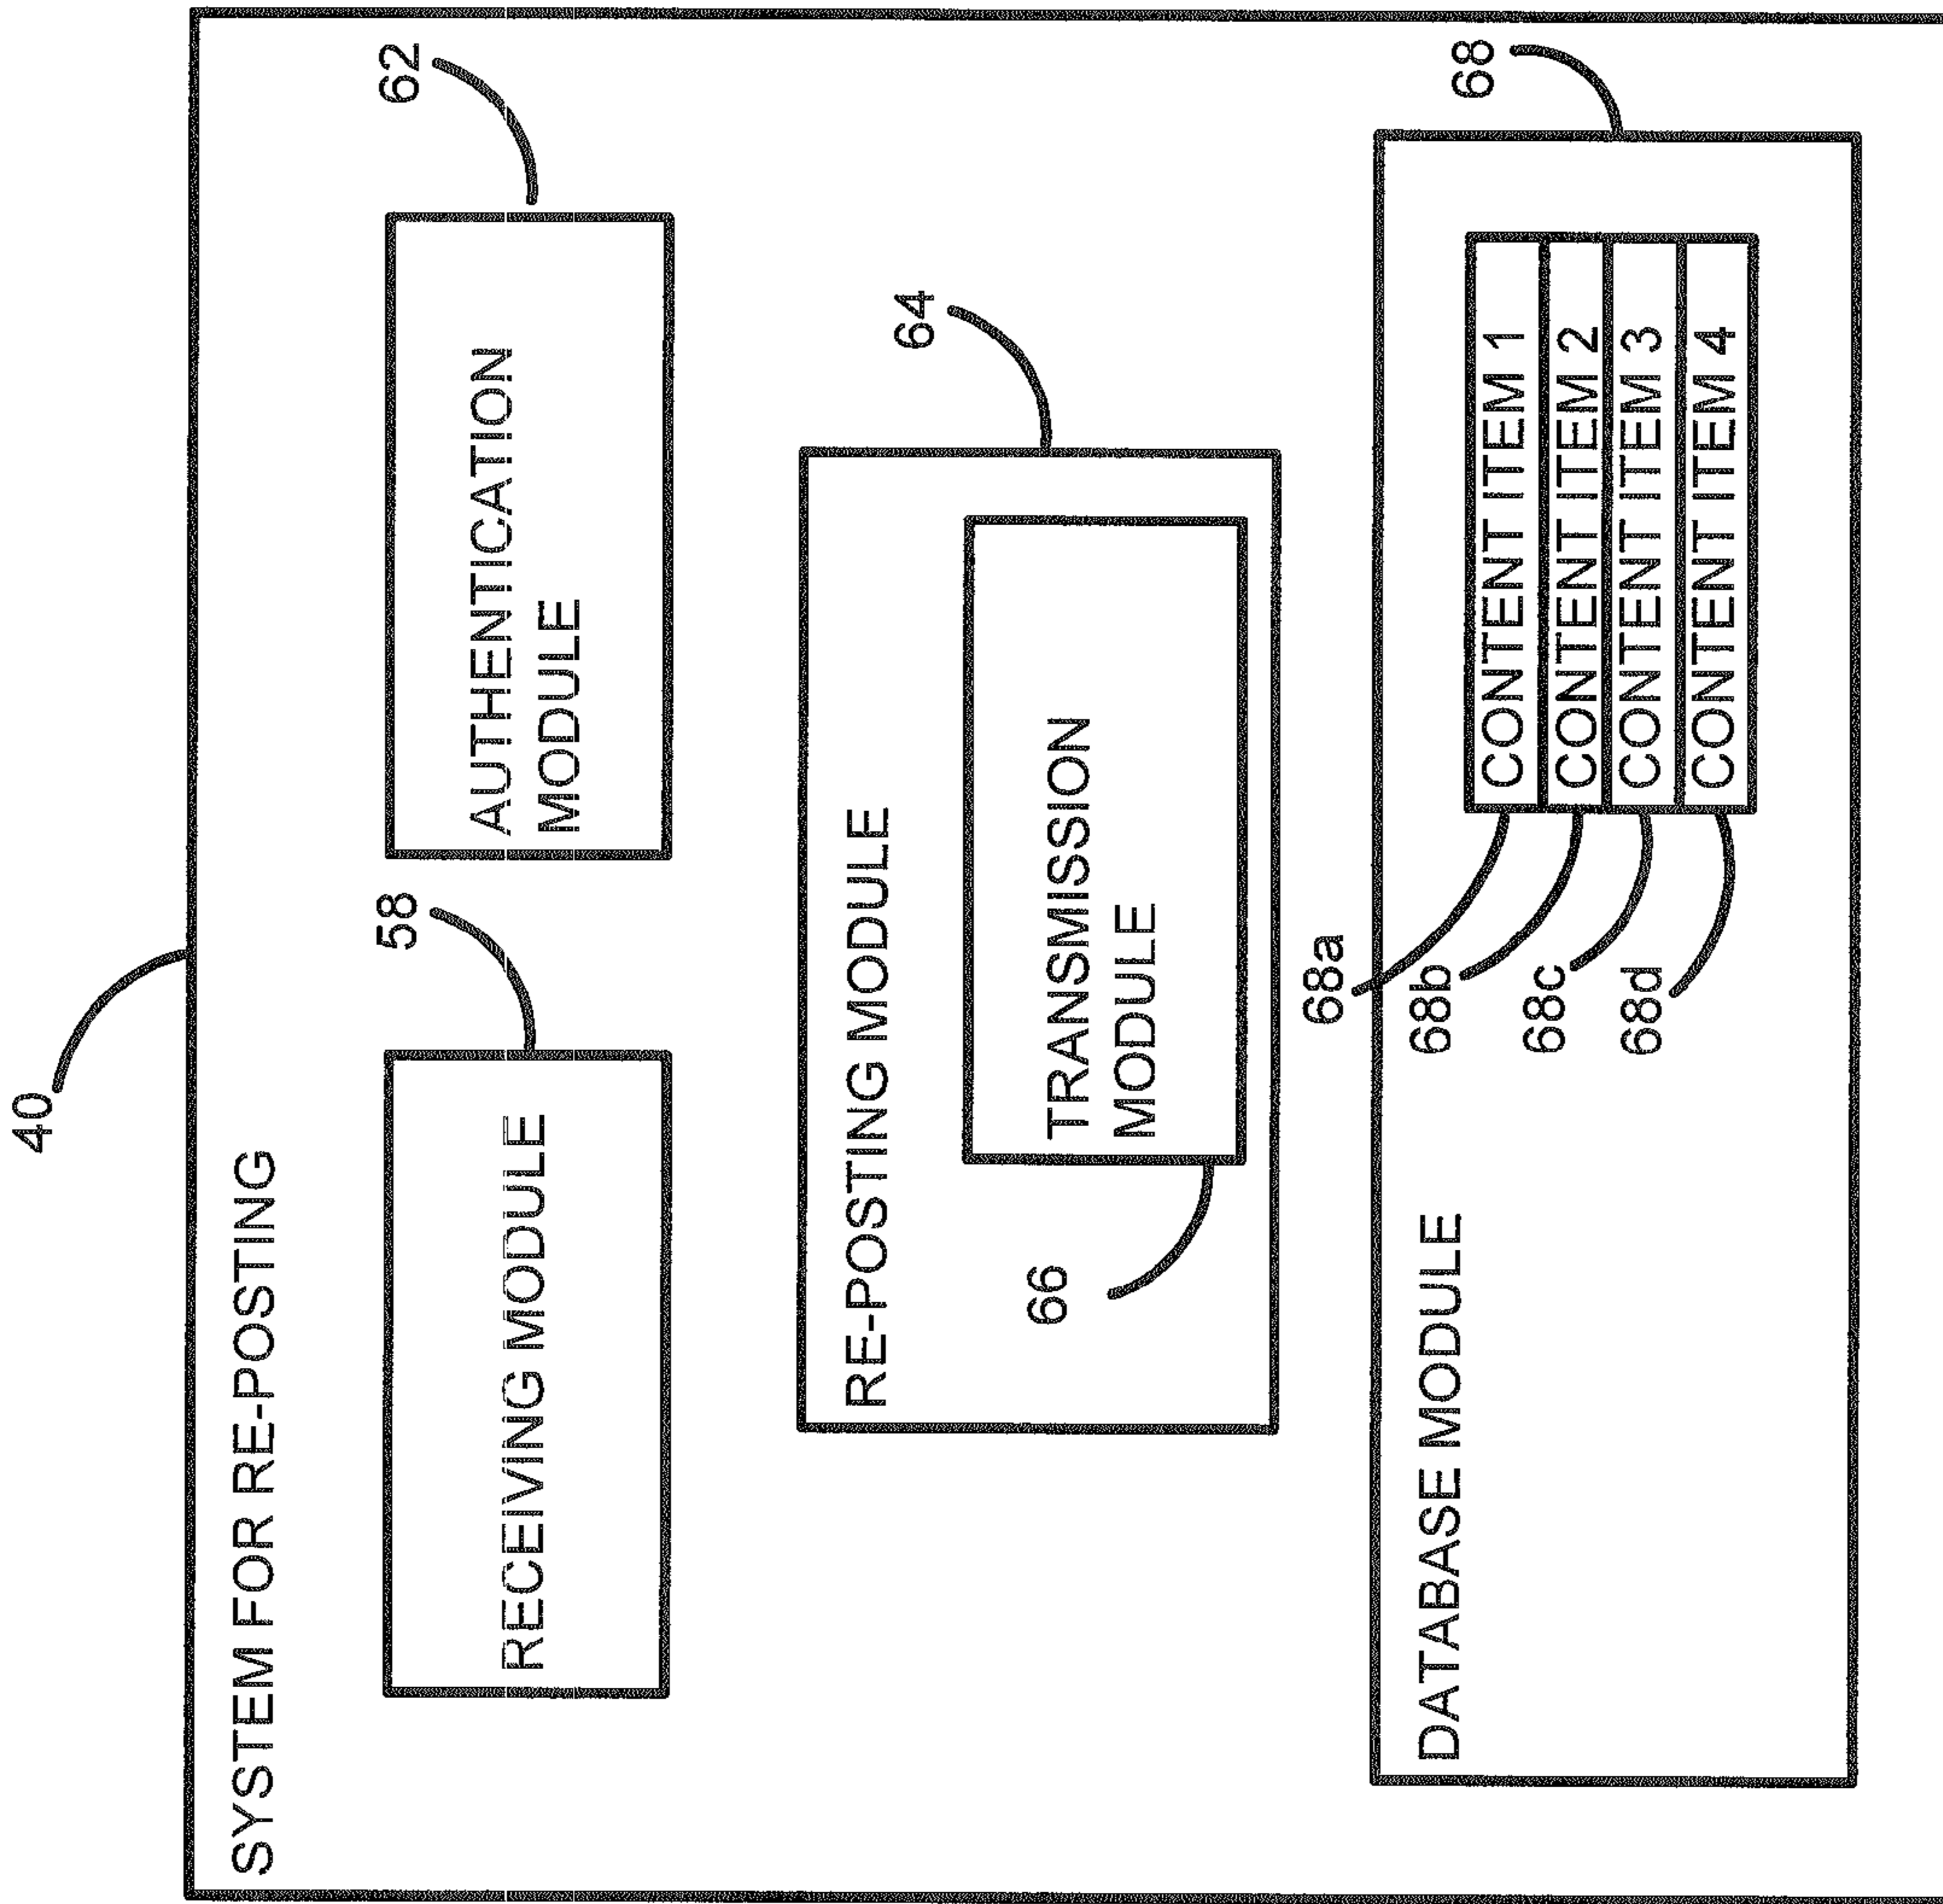 40
SYSTEM FOR RE-POSTING
58
62
RECEIVING MODULE
AUTHENTICATION
MODULE
64
RE-POSTING MODULE
66
TRANSMISSION
MODULE
68
DATABASE MODULE
68a
68b
68c
68d
CONTENT ITEM 1
CONTENT ITEM 2
CONTENT ITEM 3
CONTENT ITEM 4